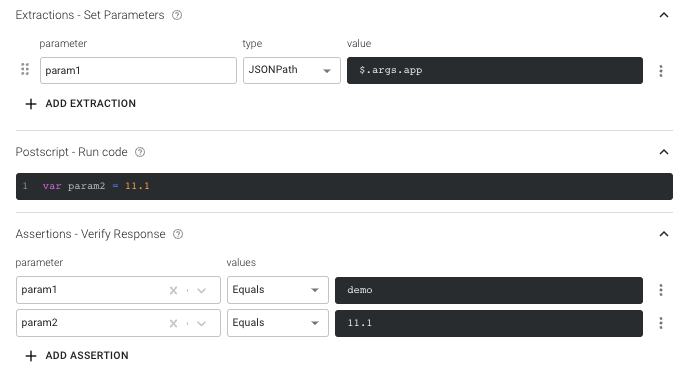 Extractions - Set Parameters
parameter type value
param1 JSONPath $.args.app
ADD EXTRACTION
Postscript - Run code
1 var param2 = 11.1
Assertions - Verify Response
parameter values
param1 Equals demo
param2 Equals 11.1
ADD ASSERTION